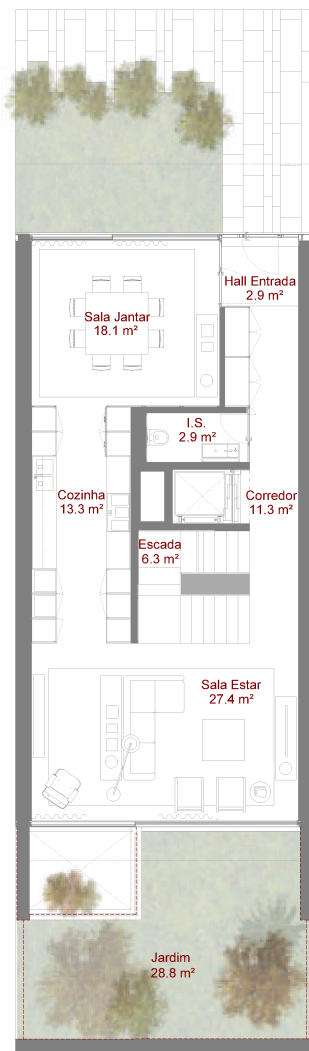 Hall Entrada
2.9 m²
Sala Jantar
18.1 m²
I.S.
2.9 m²
Cozinha
13.3 m²
Corredor
11.3 m²
Escada
6.3 m²
Sala Estar
27.4 m²
Jardim
28.8 m²